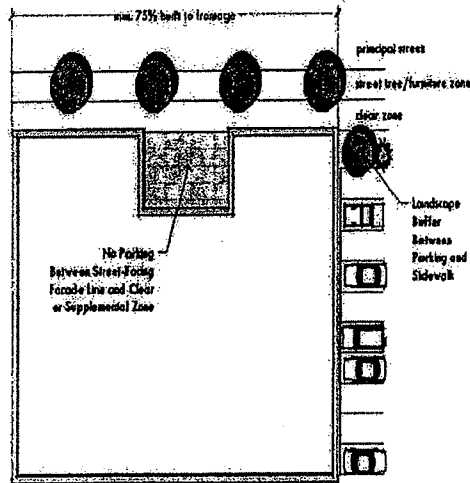 min. 75% built to frontage
principal street
street tree/furniture zone
clear zone
Landscape
Buffer
Between
Parking and
Sidewalk
No Parking
Between Street-Facing
Facade Line and Clear
or Supplemental Zone